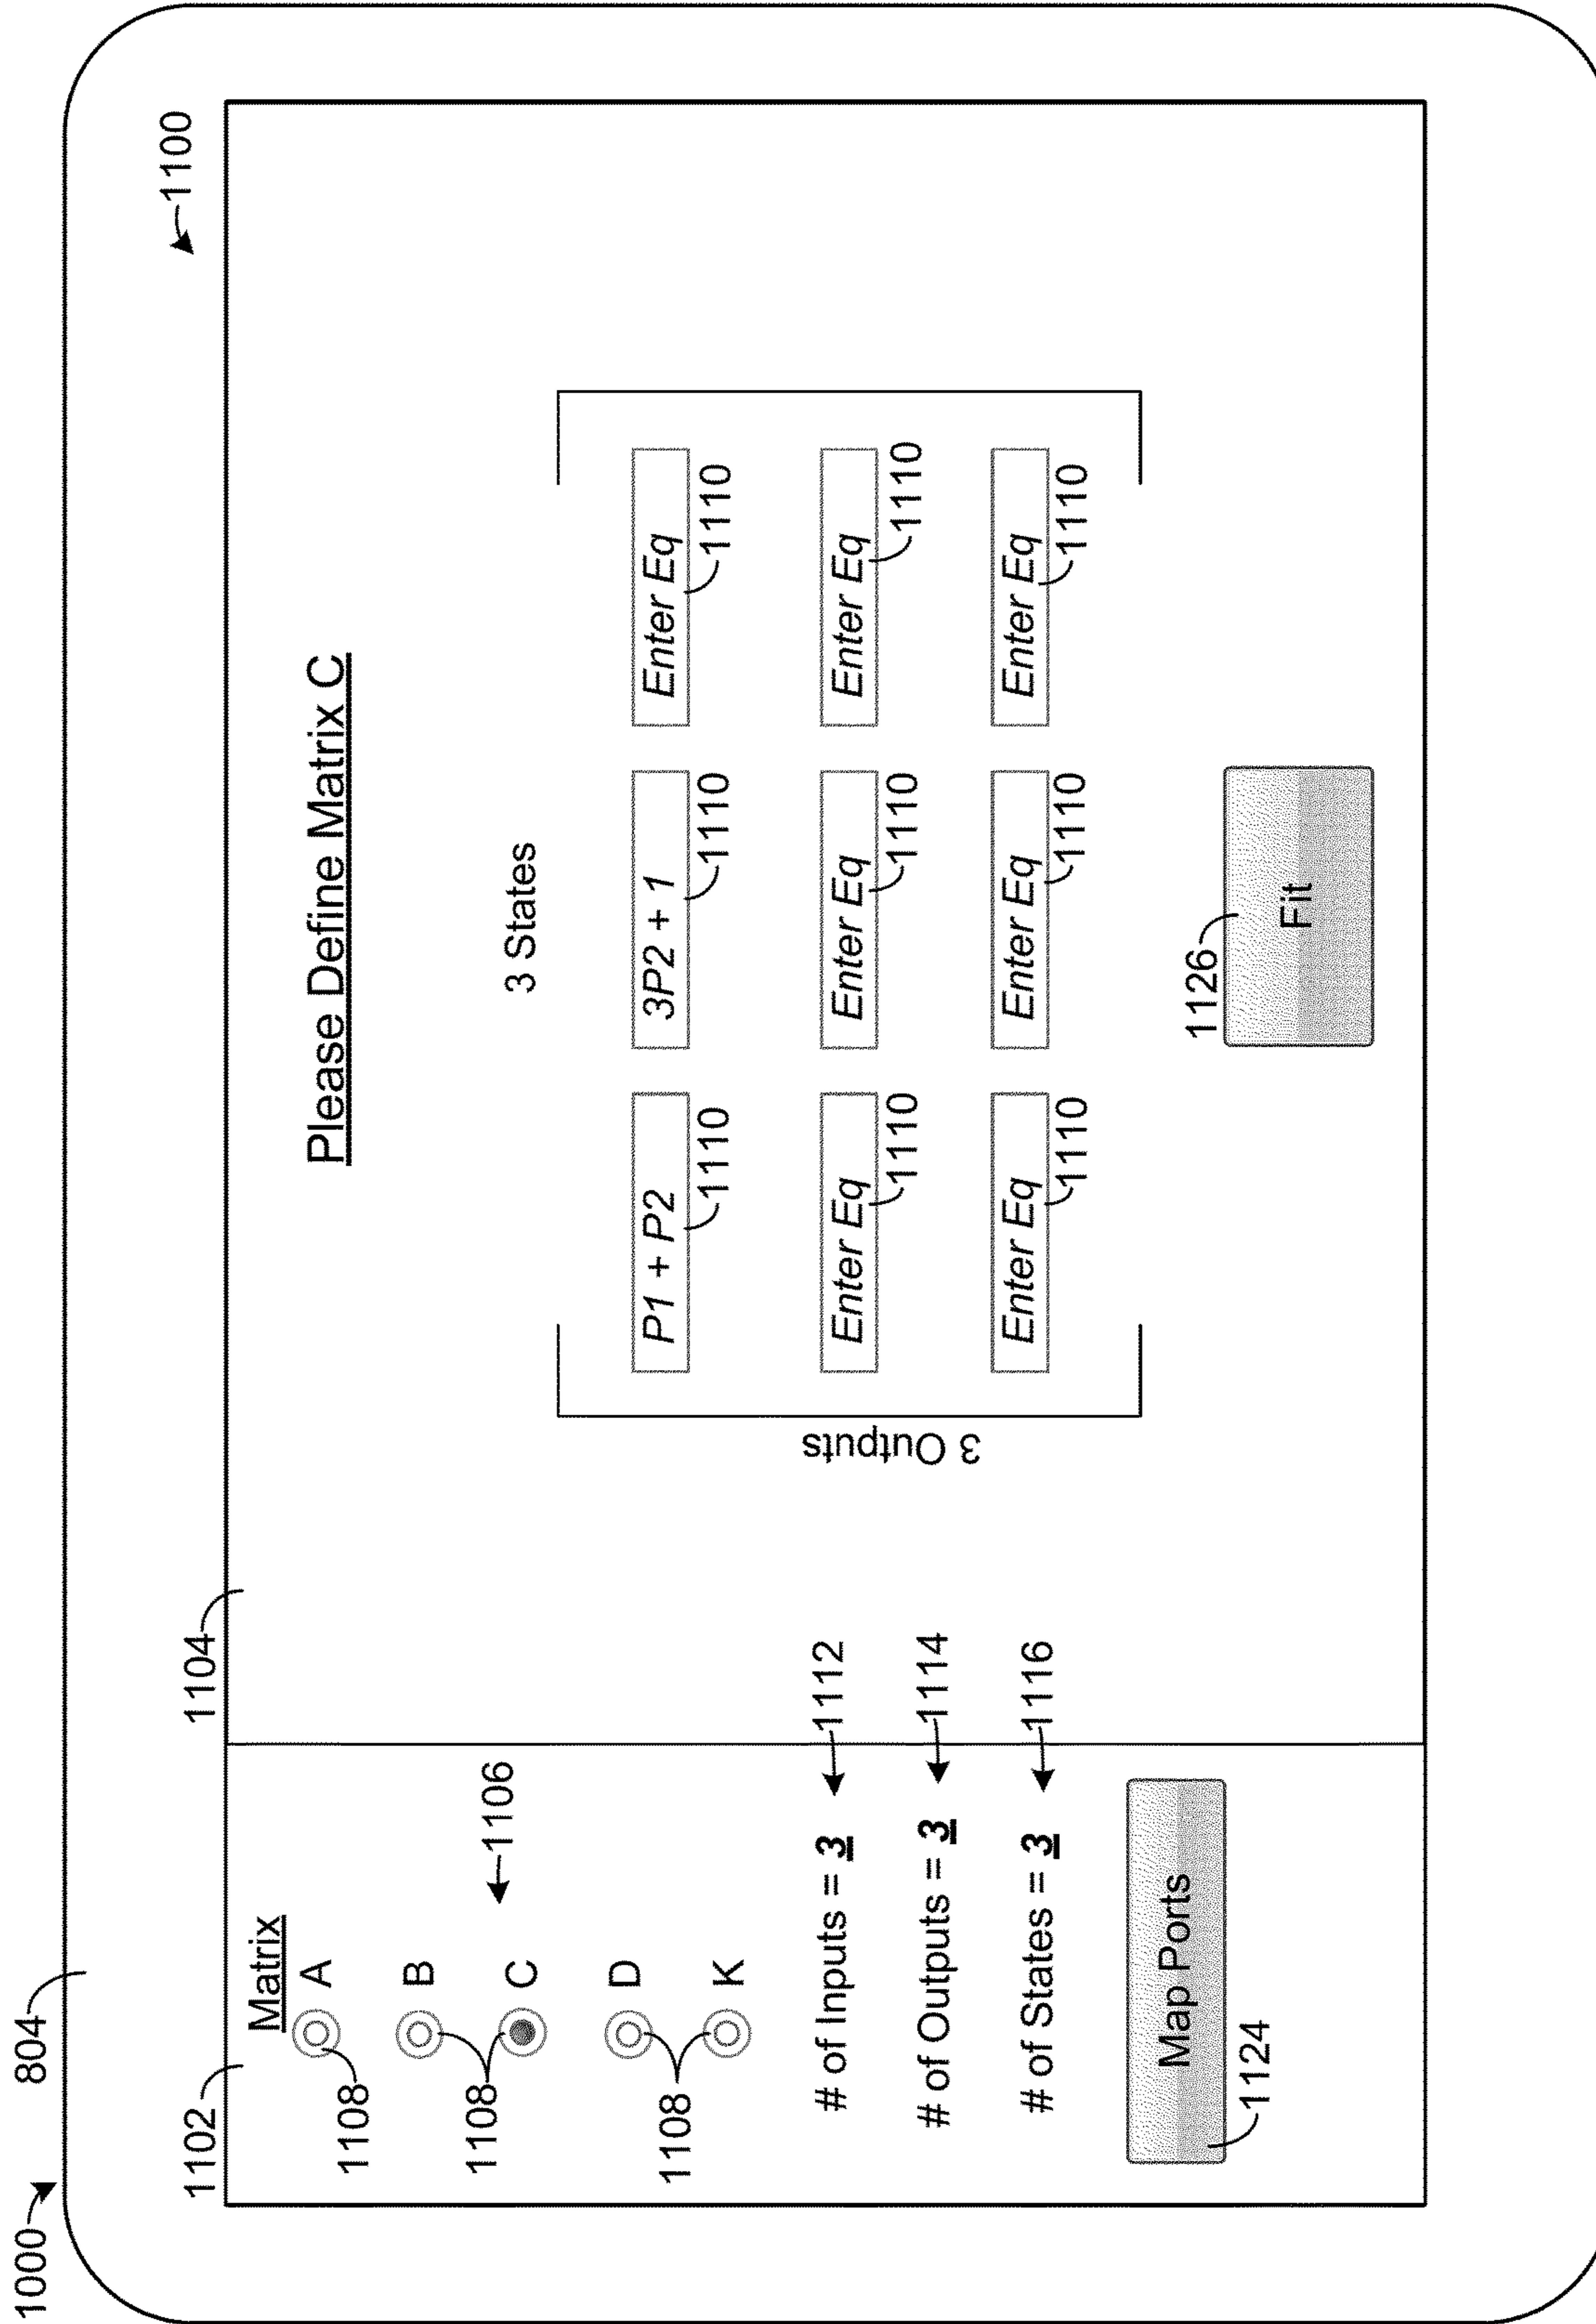 1000
804
1100
1102
1104
Matrix
A
1108
B
C
1106
1108
D
K
1108
# of Inputs = 3
1112
# of Outputs = 3
1114
# of States = 3
1116
Map Ports
1124
Please Define Matrix C
3 States
3 Outputs
P1 + P2 3P2 + 1 Enter Eq
1110 1110 1110
Enter Eq Enter Eq Enter Eq
1110 1110 1110
Enter Eq Enter Eq Enter Eq
1110 1110 1110
1126
Fit